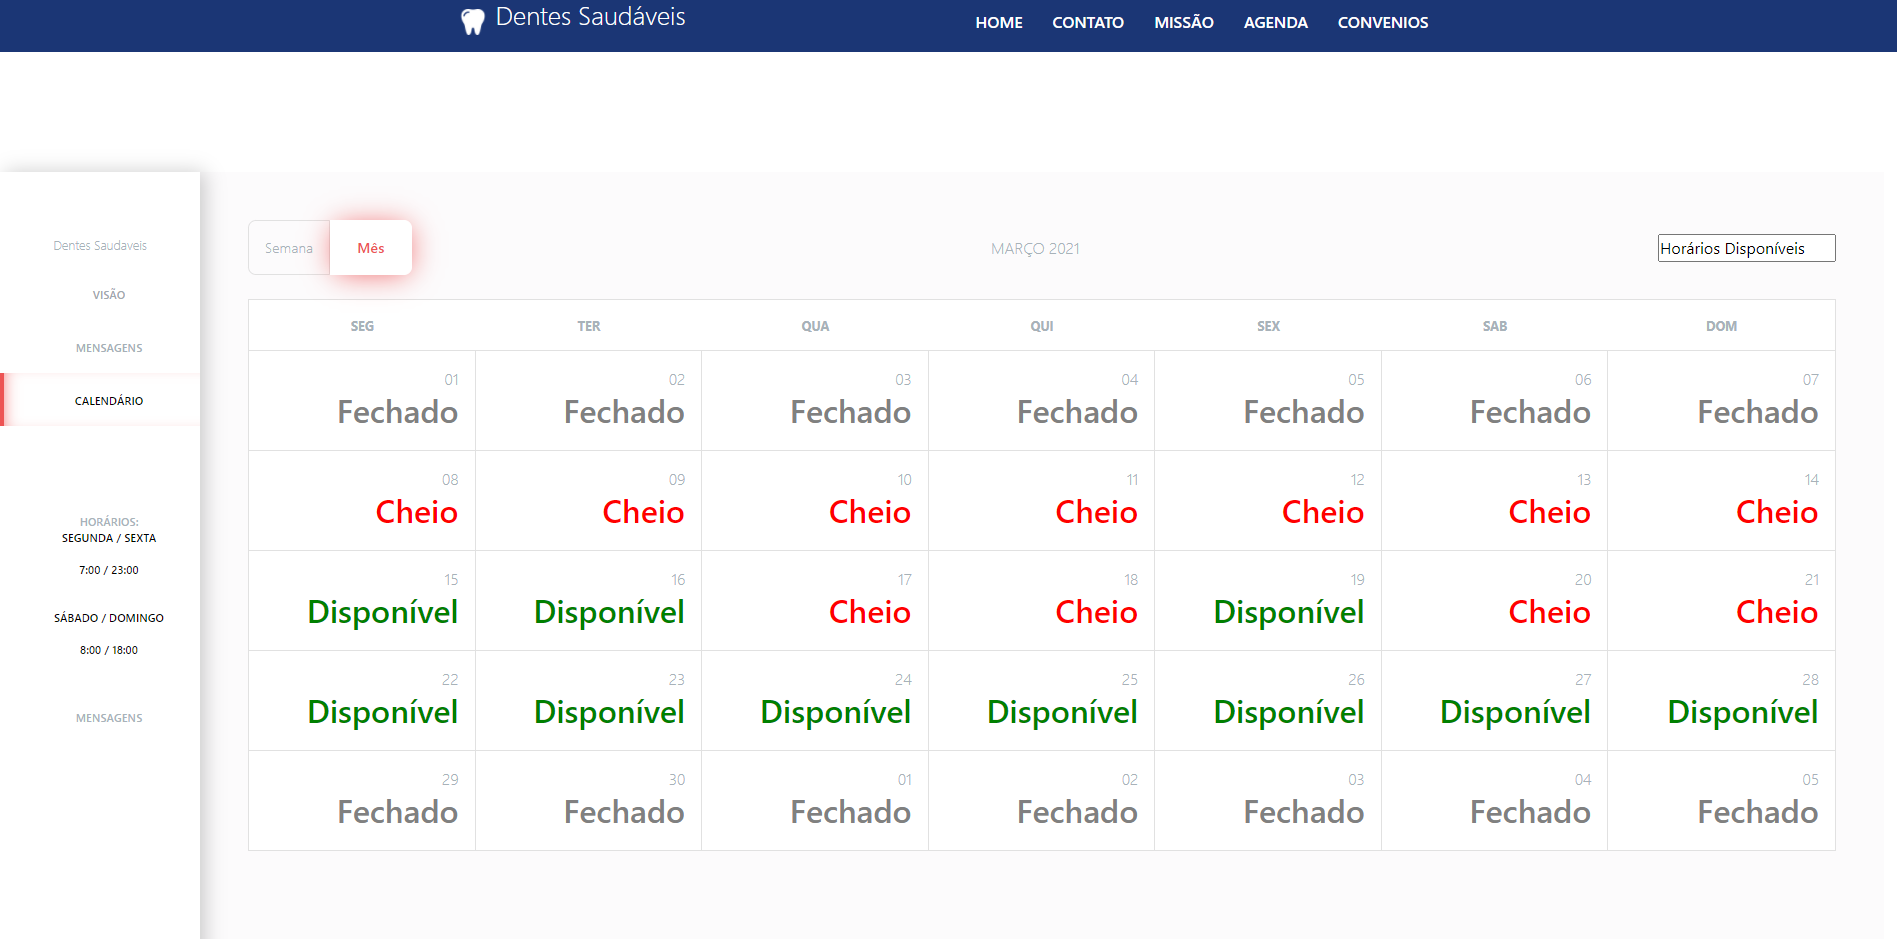 Dentes Saudáveis
HOME CONTATO MISSÃO AGENDA CONVENIOS
Dentes Saudaveis
VISÃO
MENSAGENS
CALENDÁRIO
HORÁRIOS:
SEGUNDA / SEXTA
7:00 / 23:00
SÁBADO / DOMINGO
8:00 / 18:00
MENSAGENS
Semana Mês MARÇO 2021 Horários Disponíveis
SEG TER QUA QUI SEX SAB DOM
01 02 03 04 05 06 07
Fechado Fechado Fechado Fechado Fechado Fechado Fechado
08 09 10 11 12 13 14
Cheio Cheio Cheio Cheio Cheio Cheio Cheio
15 16 17 18 19 20 21
Disponível Disponível Cheio Cheio Disponível Cheio Cheio
22 23 24 25 26 27 28
Disponível Disponível Disponível Disponível Disponível Disponível Disponível
29 30 01 02 03 04 05
Fechado Fechado Fechado Fechado Fechado Fechado Fechado